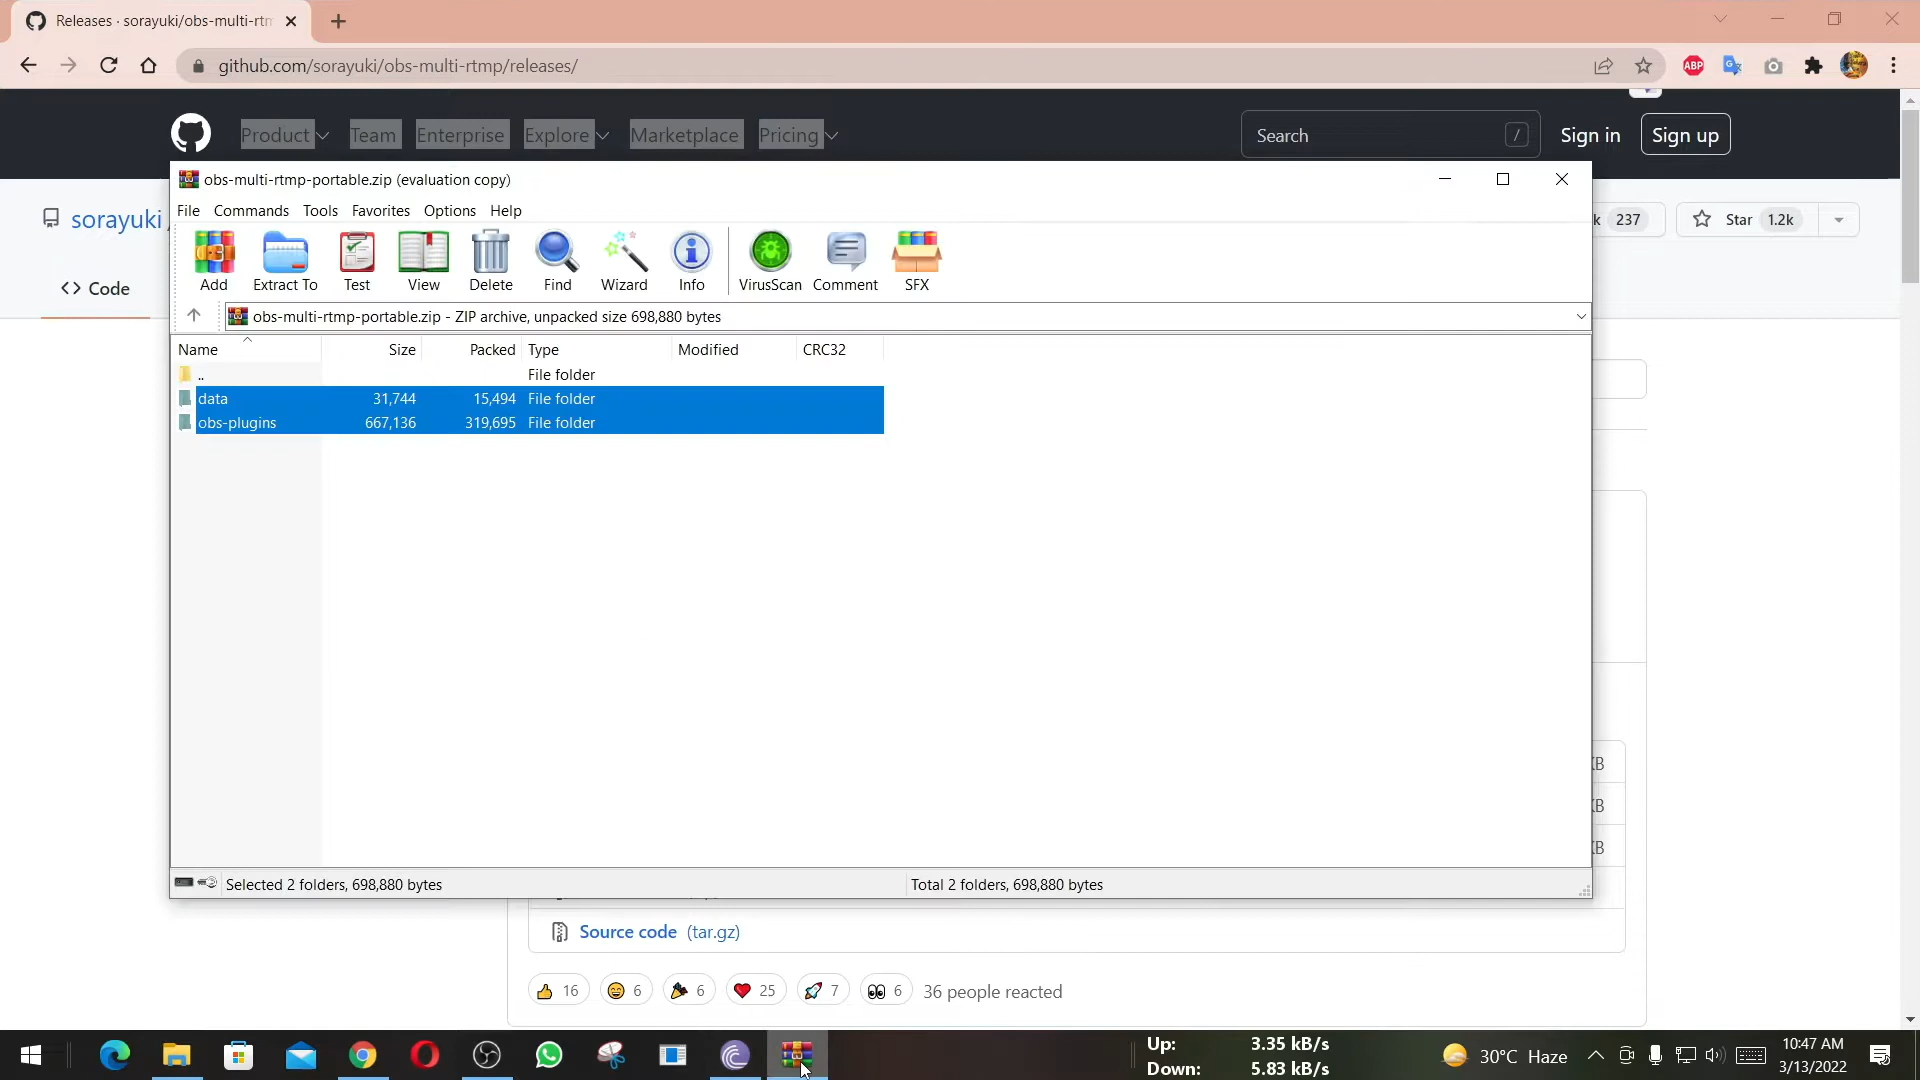 Releases · sorayuki/obs-multi-rtm
github.com/sorayuki/obs-multi-rtmp/releases/
ABP
Product Team Enterprise Explore Marketplace Pricing
Search /
Sign in
Sign up
sorayuki
k 237
Star 1.2k
Code
obs-multi-rtmp-portable.zip (evaluation copy)
File Commands Tools Favorites Options Help
Add Extract To Test View Delete Find Wizard Info VirusScan Comment SFX
obs-multi-rtmp-portable.zip - ZIP archive, unpacked size 698,880 bytes
Name Size Packed Type Modified CRC32
.. File folder
data 31,744 15,494 File folder
obs-plugins 667,136 319,695 File folder
KB
KB
KB
Selected 2 folders, 698,880 bytes
Total 2 folders, 698,880 bytes
Source code (tar.gz)
16 6 6 25 7 6 36 people reacted
Up: 3.35 kB/s
Down: 5.83 kB/s
30°C Haze
10:47 AM
3/13/2022